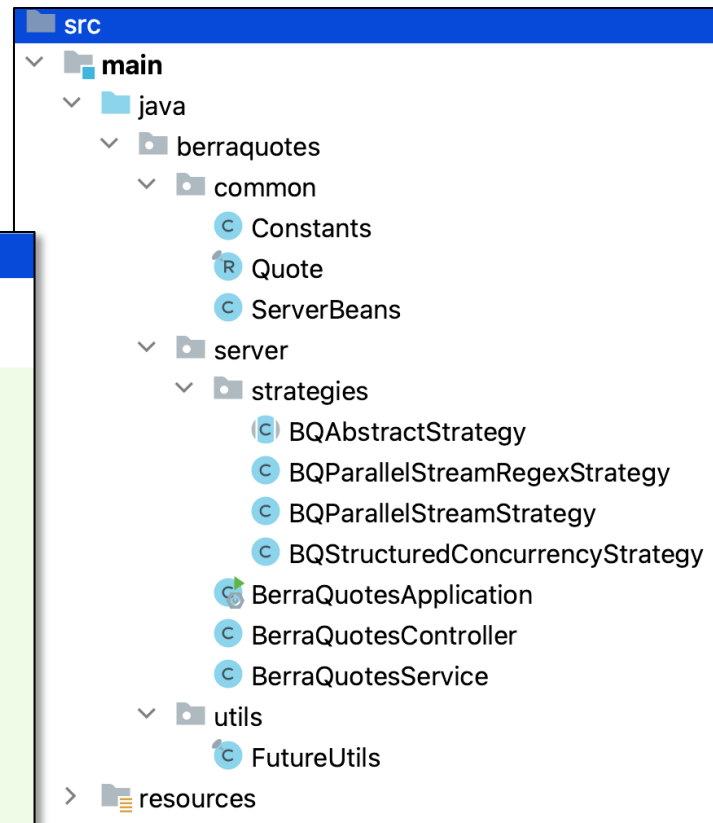 src
main
java
berraquotes
common
C Constants
R Quote
C ServerBeans
server
strategies
C BQAbstractStrategy
C BQParallelStreamRegexStrategy
C BQParallelStreamStrategy
C BQStructuredConcurrencyStrategy
C BerraQuotesApplication
C BerraQuotesController
C BerraQuotesService
utils
C FutureUtils
resources